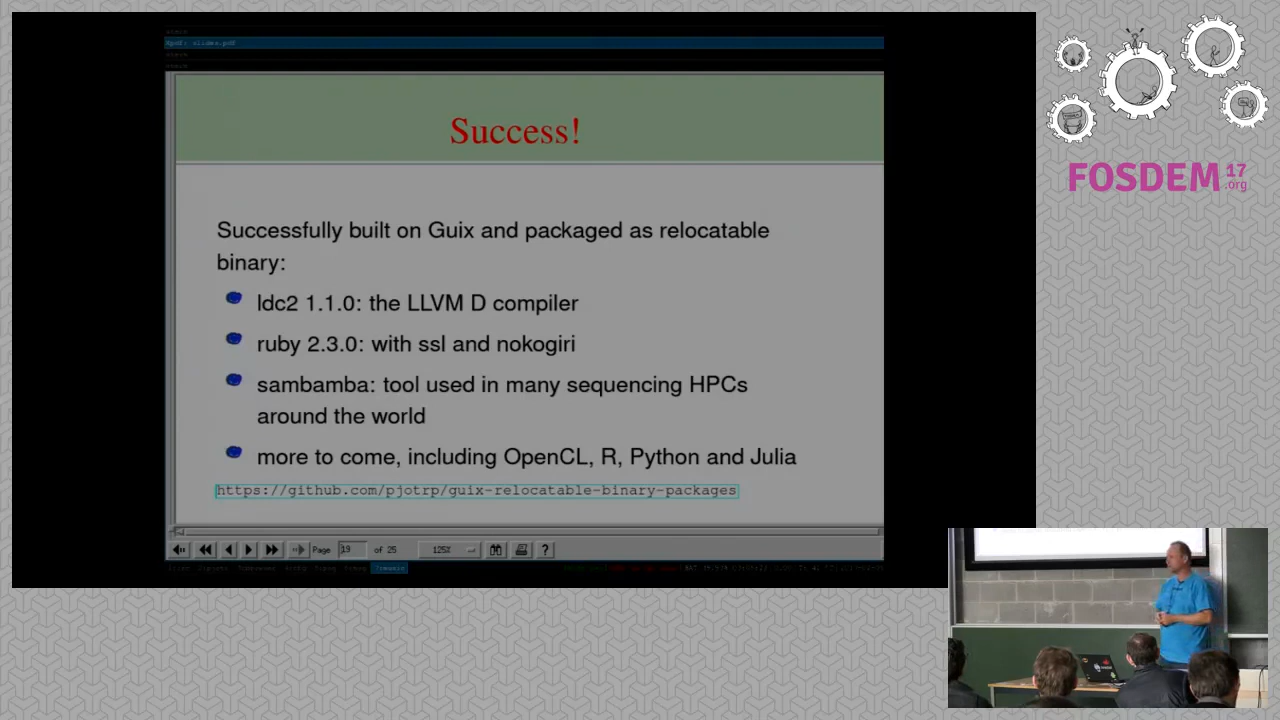 Xpdf: slides.pdf
FOSDEM 17
.org
Success!
Successfully built on Guix and packaged as relocatable
binary:
ldc2 1.1.0: the LLVM D compiler
ruby 2.3.0: with ssl and nokogiri
sambamba: tool used in many sequencing HPCs
around the world
more to come, including OpenCL, R, Python and Julia
https://github.com/pjotrp/guix-relocatable-binary-packages
Page 19 of 25 125% ?